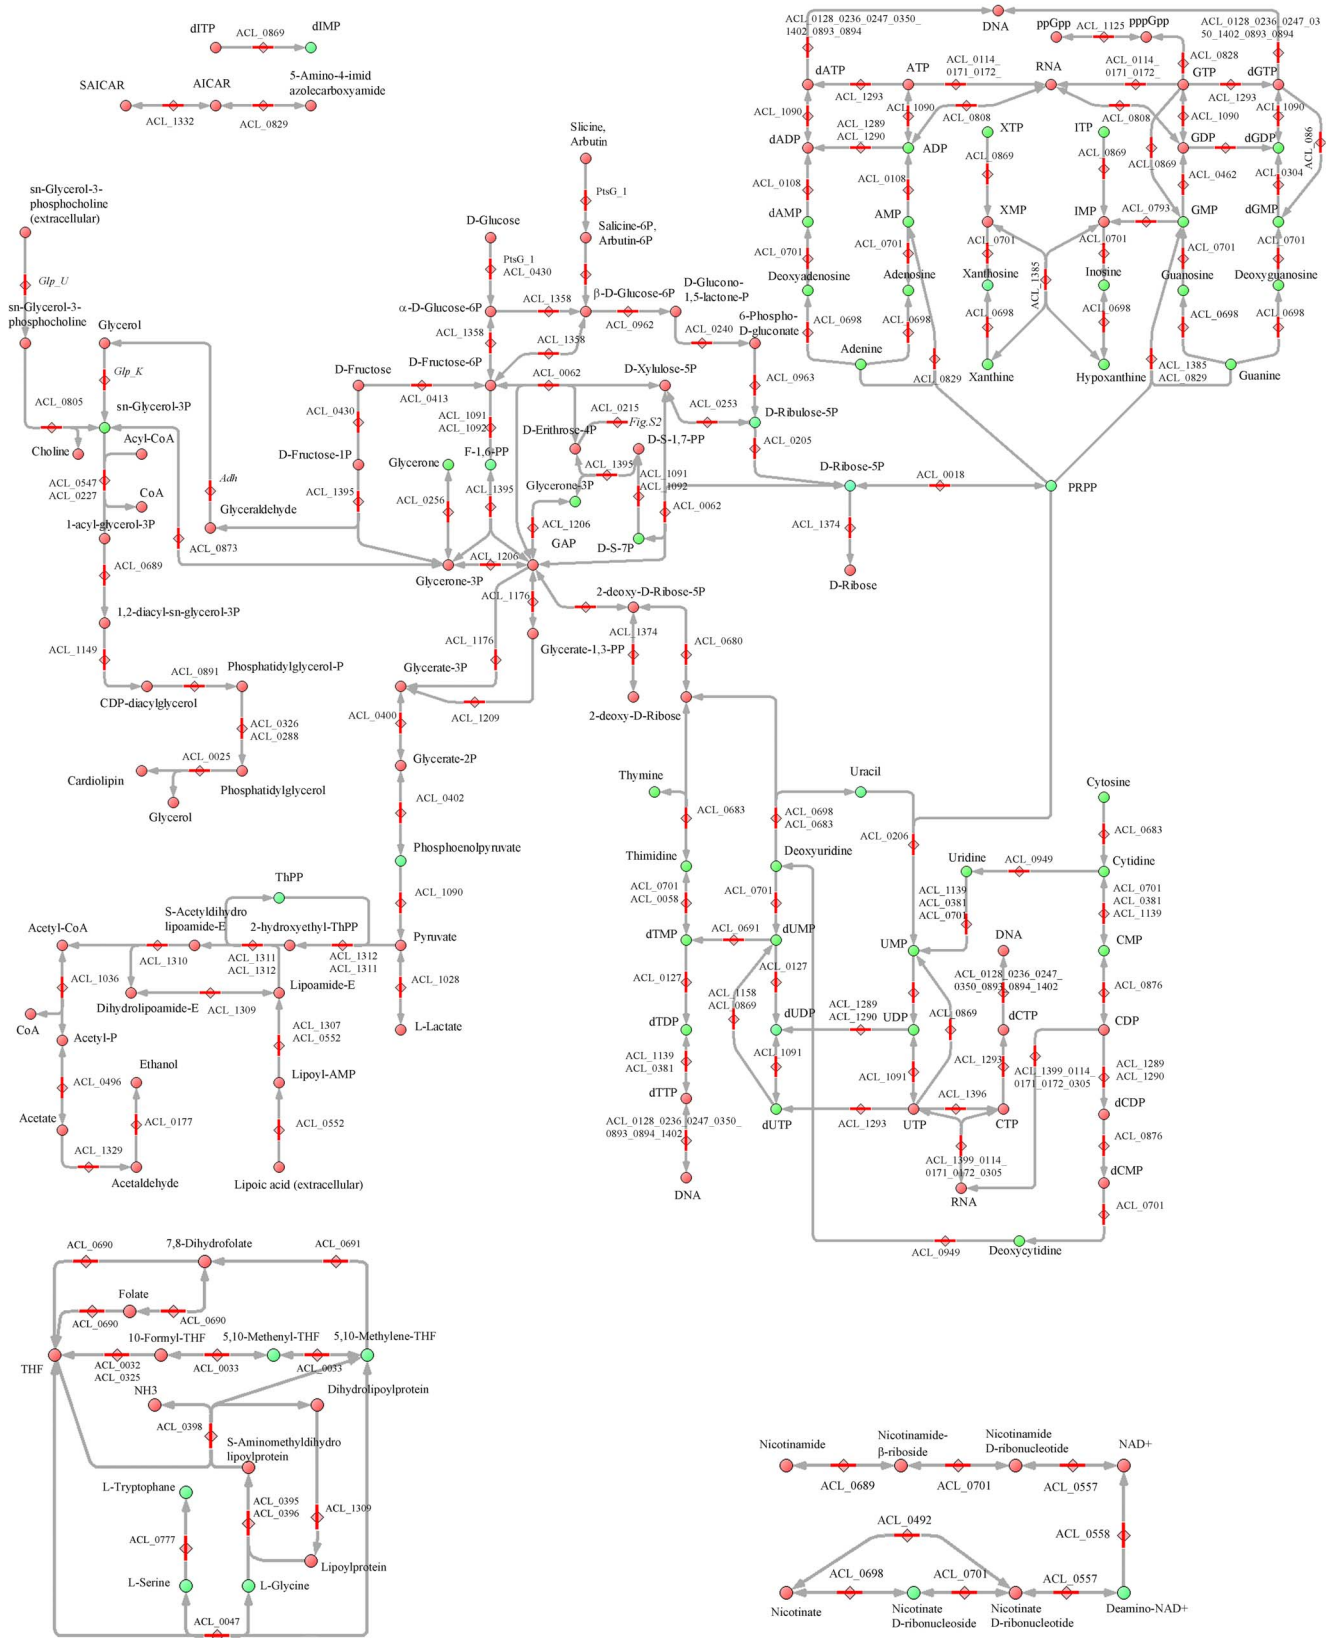 dITP
ACL_0869
dIMP
SAICAR
AICAR
5-Amino-4-imid
azolecarboxyamide
ACL_1332
ACL_0829
ACL_0128_0236_0247_0350_
1402_0893_0894
DNA
ppGpp
ACL_1125
pppGpp
ACL_0128_0236_0247_03
50_1402_0893_0894
ACL_0828
dATP
ATP
ACL_0114_
0171_0172_
RNA
ACL_0114_
0171_0172_
GTP
dGTP
ACL_1293
ACL_1293
ACL_1090
ACL_1090
ACL_0808
ACL_0808
ACL_1090
ACL_1090
ACL_1289
ACL_1290
dADP
ADP
XTP
ITP
GDP
dGDP
ACL_086
ACL_0869
ACL_0869
ACL_0869
ACL_0108
ACL_0108
ACL_0462
ACL_0304
dAMP
AMP
XMP
IMP
ACL_0793
GMP
dGMP
ACL_0701
ACL_0701
ACL_0701
ACL_0701
ACL_0701
ACL_0701
ACL_1385
Deoxyadenosine
Adenosine
Xanthosine
Inosine
Guanosine
Deoxyguanosine
ACL_0698
ACL_0698
ACL_0698
ACL_0698
ACL_0698
ACL_0698
Adenine
Xanthine
Hypoxanthine
Guanine
ACL_0829
ACL_1385
ACL_0829
PRPP
Slicine,
Arbutin
PtsG_1
Salicine-6P,
Arbutin-6P
D-Glucose
PtsG_1
ACL_0430
α-D-Glucose-6P
ACL_1358
β-D-Glucose-6P
ACL_0962
D-Glucono-
1,5-lactone-P
ACL_0240
6-Phospho-
D-gluconate
ACL_0963
ACL_1358
ACL_1358
D-Fructose
D-Fructose-6P
ACL_0413
ACL_0062
D-Xylulose-5P
ACL_0253
D-Ribulose-5P
ACL_0205
ACL_0430
ACL_1091
ACL_1092
ACL_0215
Fig.S2
D-Erithrose-4P
D-S-1,7-PP
D-Fructose-1P
Glycerone
F-1,6-PP
ACL_1395
ACL_1091
ACL_1092
ACL_1395
ACL_0256
ACL_1395
Glycerone-3P
ACL_1206
GAP
D-S-7P
ACL_0062
D-Ribose-5P
ACL_0018
ACL_1374
D-Ribose
ACL_1206
Glycerone-3P
sn-Glycerol-3-
phosphocholine
(extracellular)
Glp_U
sn-Glycerol-3-
phosphocholine
Glycerol
Glp_K
sn-Glycerol-3P
ACL_0805
Choline
Acyl-CoA
ACL_0547
ACL_0227
CoA
Adh
Glyceraldehyde
1-acyl-glycerol-3P
ACL_0873
ACL_0689
1,2-diacyl-sn-glycerol-3P
ACL_1149
CDP-diacylglycerol
ACL_0891
Phosphatidylglycerol-P
ACL_0326
ACL_0288
ACL_0025
Cardiolipin
Phosphatidylglycerol
Glycerol
ACL_1176
ACL_1176
Glycerate-1,3-PP
2-deoxy-D-Ribose-5P
ACL_1374
ACL_0680
2-deoxy-D-Ribose
Glycerate-3P
ACL_1209
ACL_0400
Glycerate-2P
ACL_0402
Phosphoenolpyruvate
ACL_1090
Pyruvate
ACL_1028
L-Lactate
ThPP
2-hydroxyethyl-ThPP
ACL_1312
ACL_1311
ACL_1311
ACL_1312
S-Acetyldihydro
lipoamide-E
ACL_1310
Acetyl-CoA
ACL_1036
Dihydrolipoamide-E
ACL_1309
Lipoamide-E
CoA
Acetyl-P
ACL_1307
ACL_0552
Ethanol
Lipoyl-AMP
ACL_0496
ACL_0177
Acetate
ACL_1329
Acetaldehyde
ACL_0552
Lipoic acid (extracellular)
Thymine
ACL_0683
Uracil
ACL_0698
ACL_0683
ACL_0206
Cytosine
ACL_0683
Thimidine
Deoxyuridine
Uridine
ACL_0949
Cytidine
ACL_0701
ACL_0058
ACL_0701
ACL_1139
ACL_0381
ACL_0701
ACL_0701
ACL_0381
ACL_1139
dTMP
ACL_0691
dUMP
UMP
DNA
CMP
ACL_0127
ACL_0127
ACL_1158
ACL_0869
ACL_0128_0236_0247_
0350_0893_0894_1402
ACL_0876
dTDP
dUDP
ACL_1289
ACL_1290
UDP
ACL_0869
dCTP
CDP
ACL_1139
ACL_0381
ACL_1091
ACL_1091
ACL_1293
ACL_1399_0114_
0171_0172_0305
ACL_1289
ACL_1290
dTTP
ACL_1396
dUTP
ACL_1293
UTP
CTP
dCDP
ACL_0128_0236_0247_0350_
0893_0894_1402
DNA
ACL_1399_0114_
0171_0172_0305
RNA
ACL_0876
dCMP
ACL_0701
ACL_0949
Deoxycytidine
ACL_0690
7,8-Dihydrofolate
ACL_0691
Folate
ACL_0690
ACL_0690
THF
10-Formyl-THF
5,10-Methenyl-THF
5,10-Methylene-THF
ACL_0032
ACL_0325
ACL_0033
ACL_0033
NH3
Dihydrolipoylprotein
ACL_0398
S-Aminomethyldihydro
lipoylprotein
L-Tryptophane
ACL_0395
ACL_0396
ACL_1309
ACL_0777
Lipoylprotein
L-Serine
L-Glycine
ACL_0047
Nicotinamide
Nicotinamide-
β-riboside
Nicotinamide
D-ribonucleotide
NAD+
ACL_0689
ACL_0701
ACL_0557
ACL_0492
ACL_0558
ACL_0698
ACL_0701
ACL_0557
Nicotinate
Nicotinate
D-ribonucleoside
Nicotinate
D-ribonucleotide
Deamino-NAD+